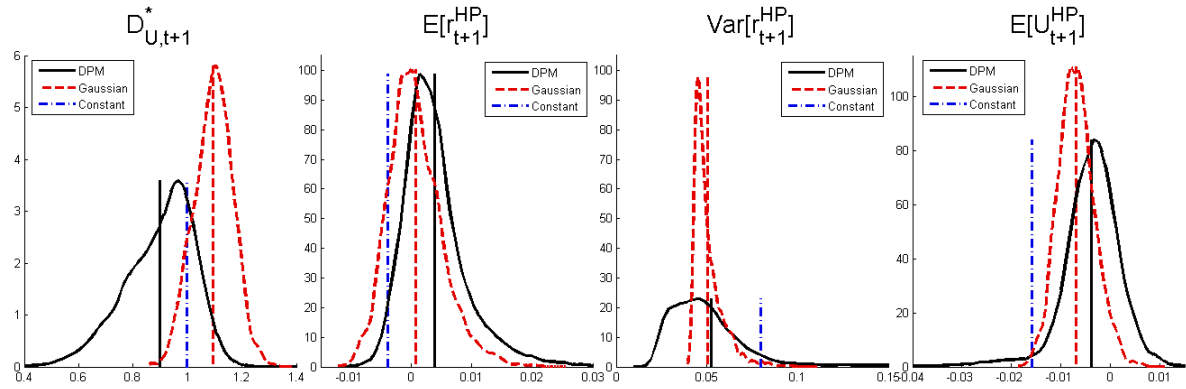 D*U,t+1
6
5
4
3
2
1
0
0.4 0.6 0.8 1 1.2 1.4
DPM
Gaussian
Constant
E[rHPt+1]
100
90
80
70
60
50
40
30
20
10
0
-0.01 0 0.01 0.02 0.03
DPM
Gaussian
Constant
Var[rHPt+1]
100
90
80
70
60
50
40
30
20
10
0
0.05 0.1 0.15
DPM
Gaussian
Constant
E[UHPt+1]
100
80
60
40
20
0
-0.04 -0.03 -0.02 -0.01 0 0.01
DPM
Gaussian
Constant